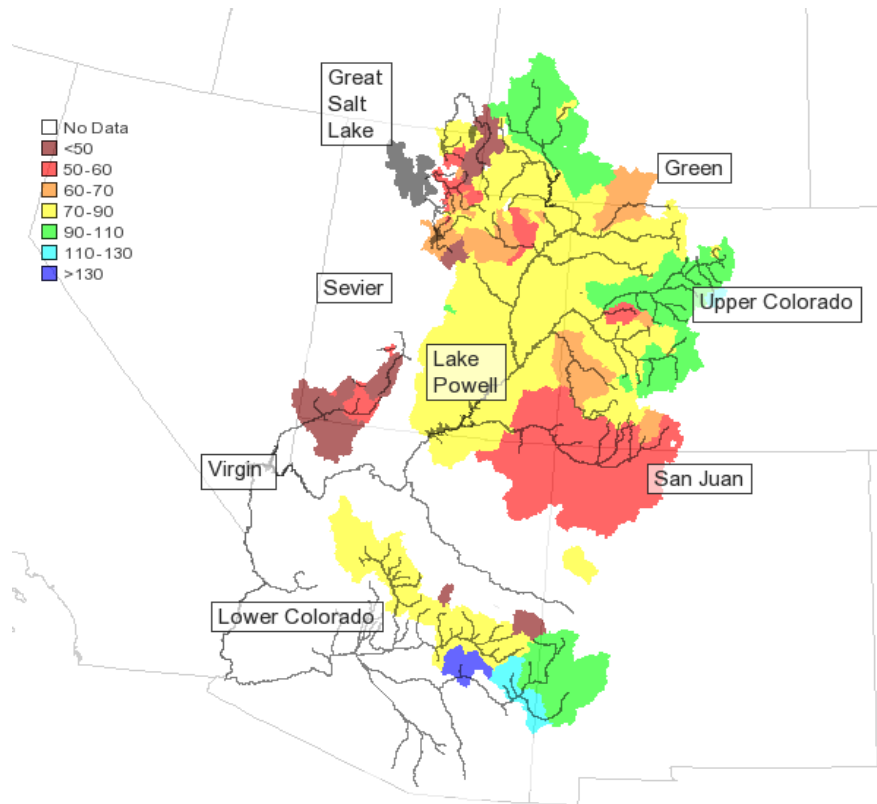 Great
Salt
Lake
No Data
<50
50-60
60-70
70-90
90-110
110-130
>130
Green
Sevier
Upper Colorado
Lake
Powell
Virgin
San Juan
Lower Colorado